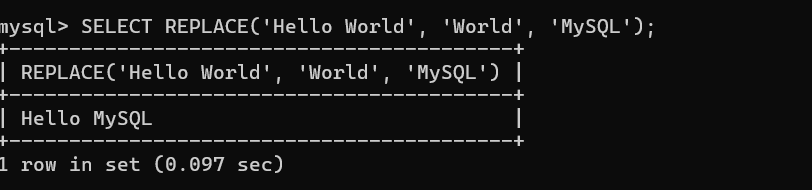 mysql> SELECT REPLACE('Hello World', 'World', 'MySQL');
+-----------------------------------------+
| REPLACE('Hello World', 'World', 'MySQL') |
+-----------------------------------------+
| Hello MySQL                              |
+-----------------------------------------+
1 row in set (0.097 sec)